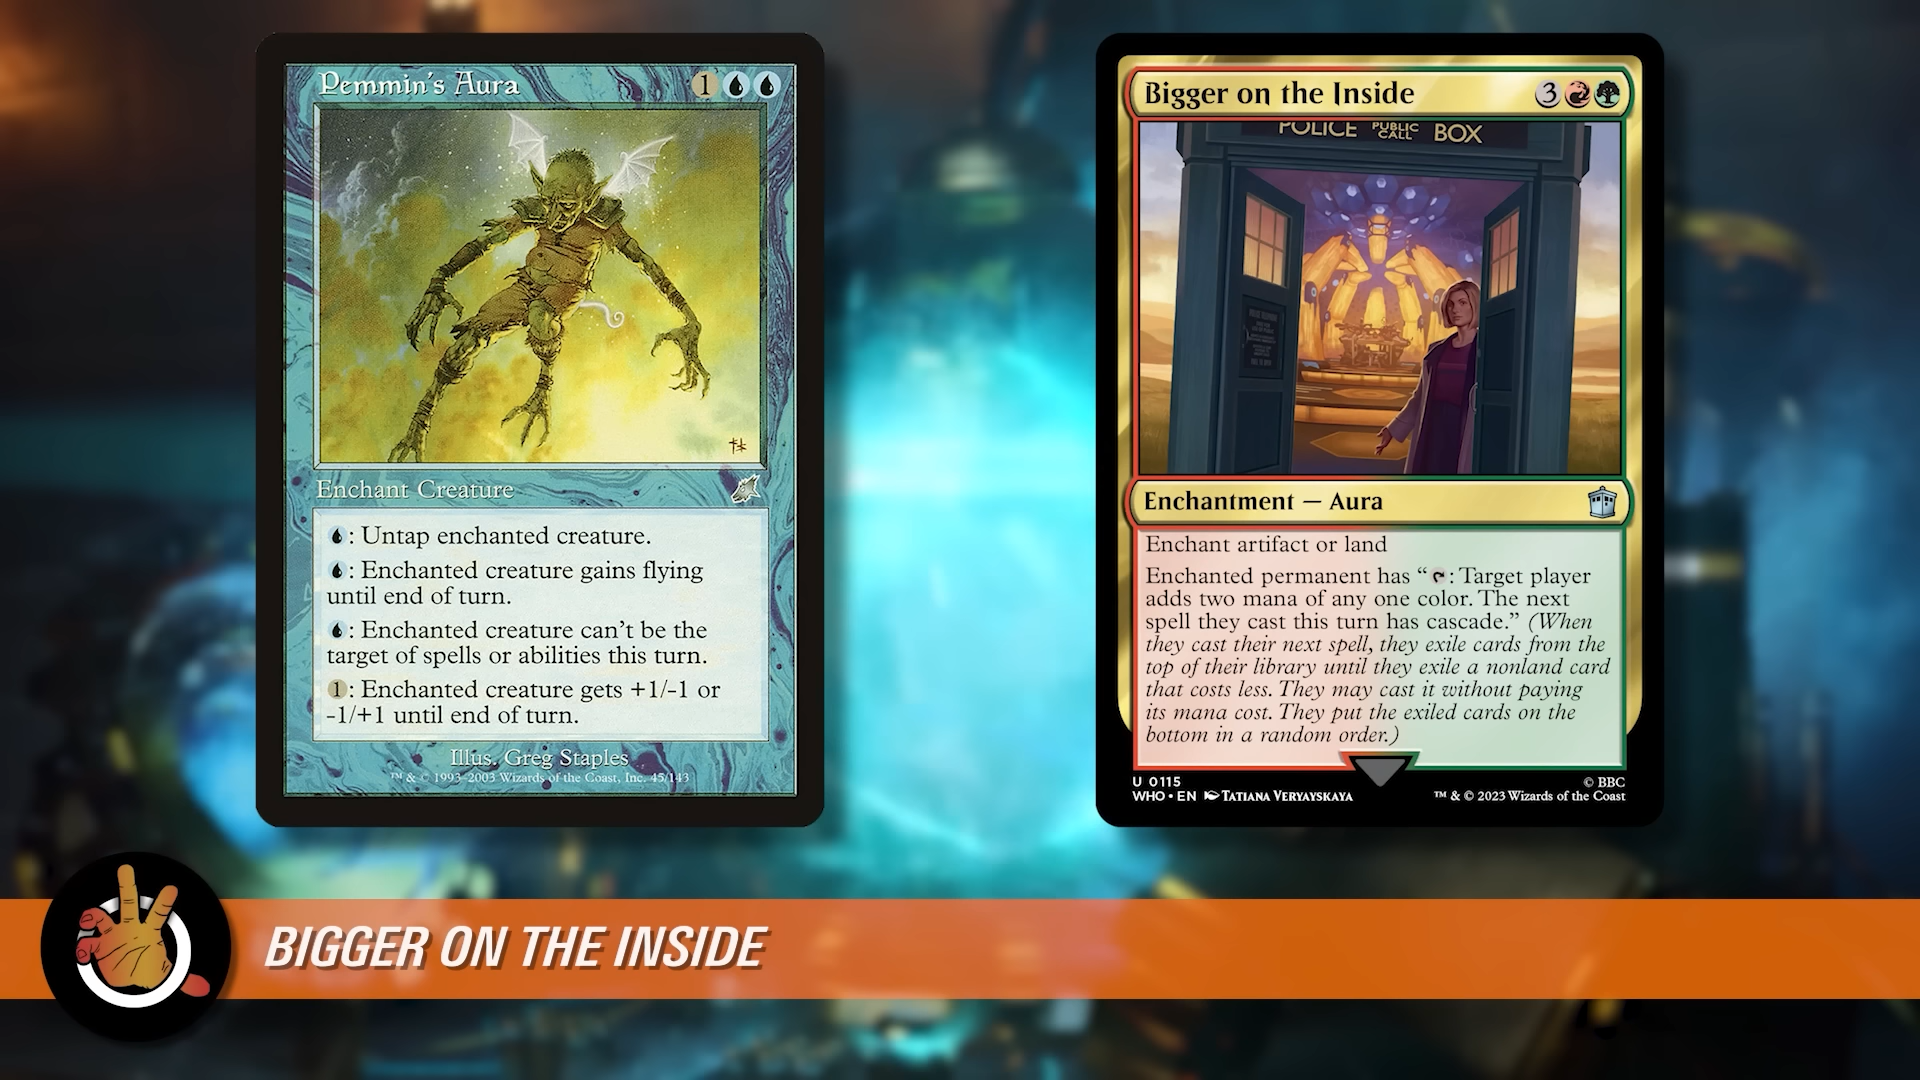 Pemmin's Aura 1
Enchant Creature
: Untap enchanted creature.
: Enchanted creature gains flying
until end of turn.
: Enchanted creature can't be the
target of spells or abilities this turn.
1: Enchanted creature gets +1/-1 or
-1/+1 until end of turn.
Illus. Greg Staples
™ & © 1993-2003 Wizards of the Coast, Inc. 45/143
Bigger on the Inside 3
POLICE PUBLIC CALL BOX
Enchantment — Aura
Enchant artifact or land
Enchanted permanent has “: Target player
adds two mana of any one color. The next
spell they cast this turn has cascade.” (When
they cast their next spell, they exile cards from the
top of their library until they exile a nonland card
that costs less. They may cast it without paying
its mana cost. They put the exiled cards on the
bottom in a random order.)
U 0115
WHO • EN TATIANA VERYAYSKAYA
© BBC
™ & © 2023 Wizards of the Coast
BIGGER ON THE INSIDE